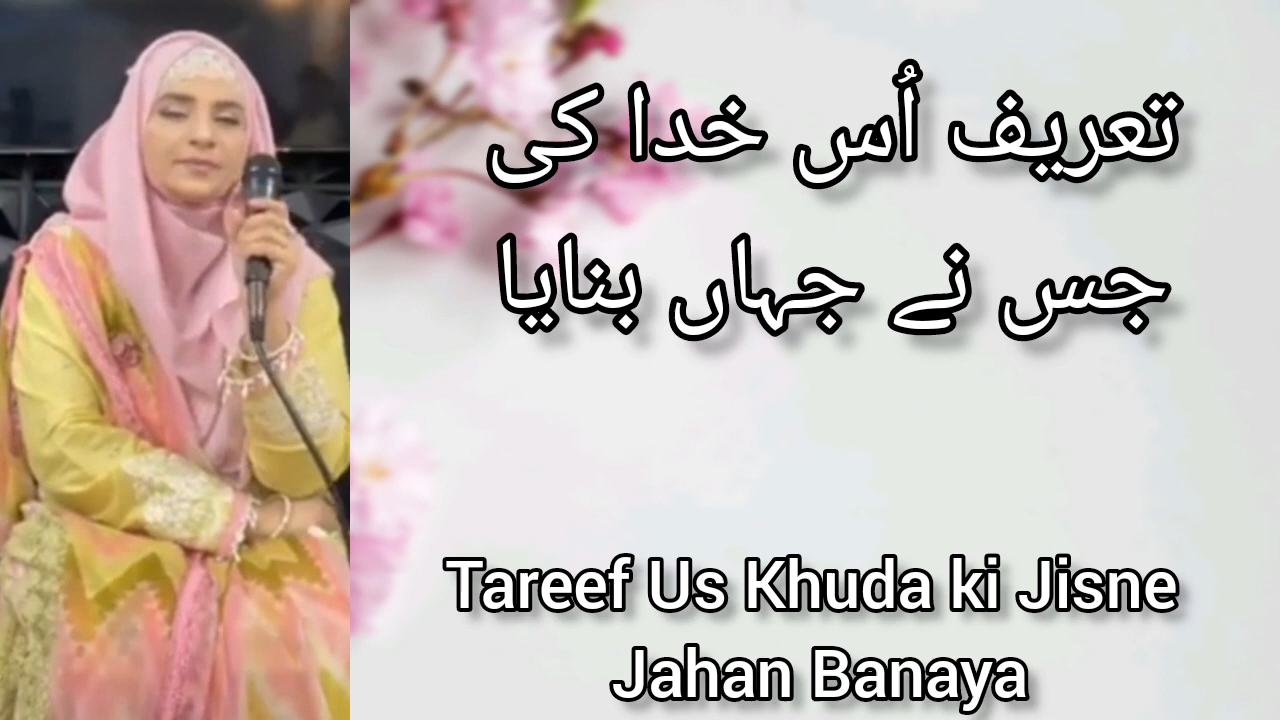 تعریف اُس خدا کی
جس نے جہاں بنایا
Tareef Us Khuda ki Jisne
Jahan Banaya